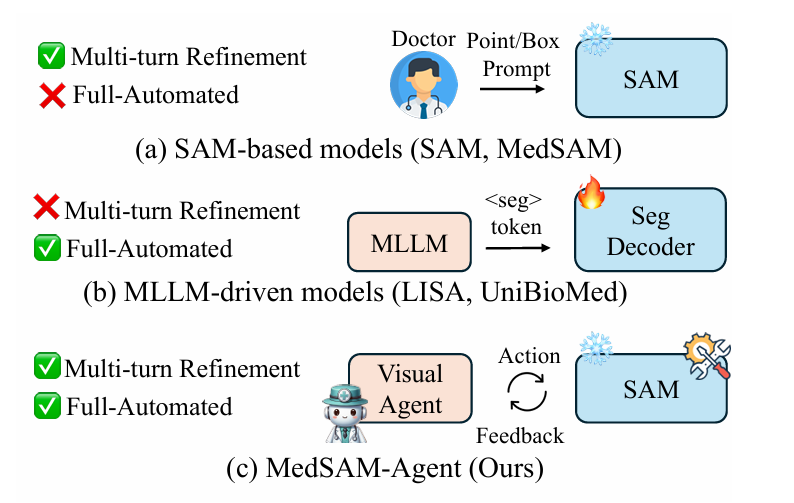 Multi-turn Refinement
Full-Automated
Doctor
Point/Box
Prompt
SAM
(a) SAM-based models (SAM, MedSAM)
Multi-turn Refinement
Full-Automated
MLLM
<seg>
token
Seg
Decoder
(b) MLLM-driven models (LISA, UniBioMed)
Multi-turn Refinement
Full-Automated
Visual
Agent
Action
Feedback
SAM
(c) MedSAM-Agent (Ours)